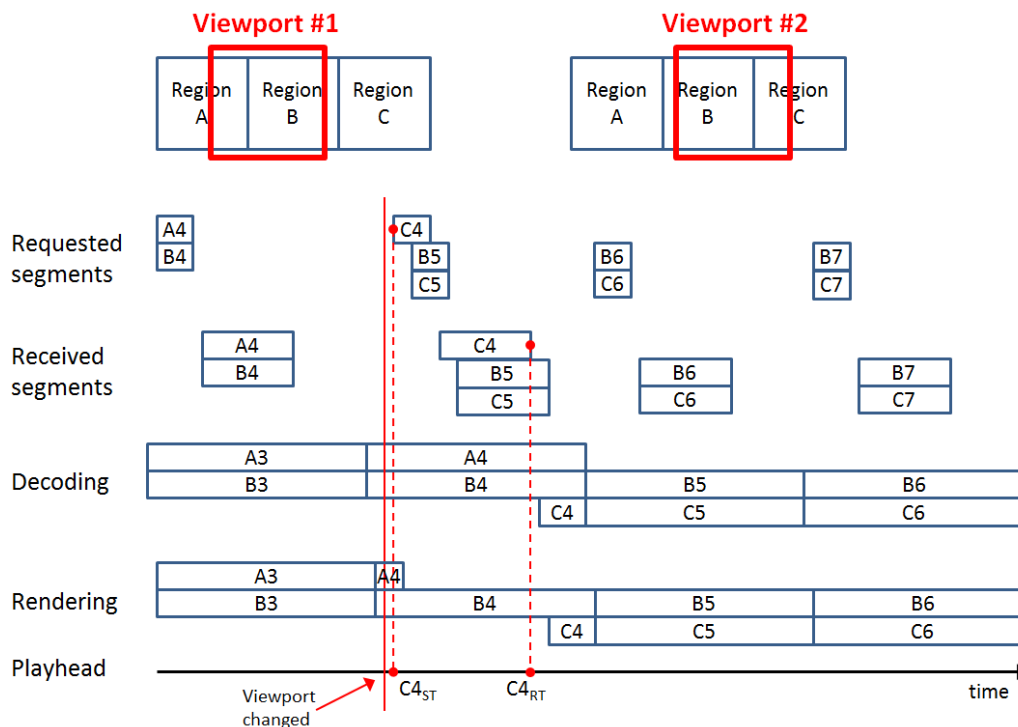 Viewport #1
Viewport #2
Region
A
Region
B
Region
C
Region
A
Region
B
Region
C
Requested
segments
A4
B4
C4
B5
C5
B6
C6
B7
C7
Received
segments
A4
B4
C4
B5
C5
B6
C6
B7
C7
Decoding
A3
A4
B3
B4
B5
B6
C4
C5
C6
Rendering
A3
A4
B3
B4
B5
B6
C4
C5
C6
Playhead
Viewport
changed
C4ST
C4RT
time